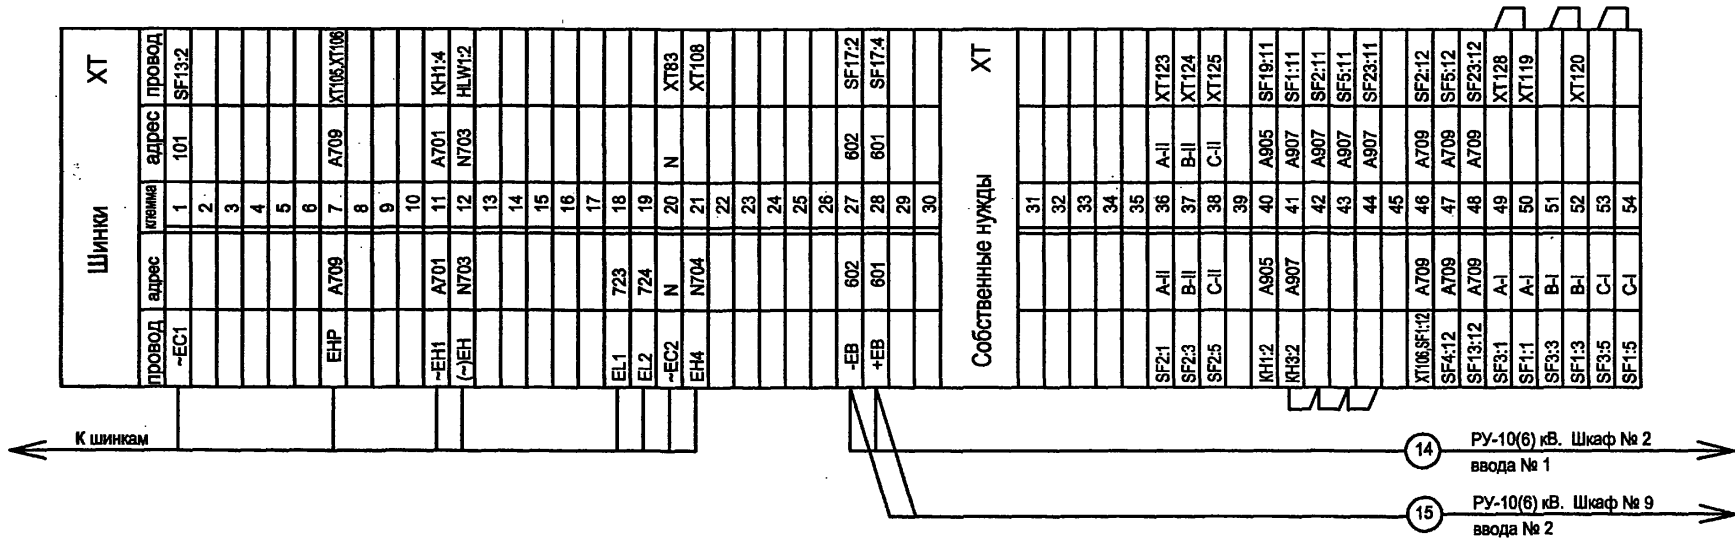 Шинки XT
провод адрес клемма адрес провод
~EC1 1 101 SF13:2
2
3
4
5
6
EHP A709 7 A709 XT105,XT106
8
9
10
~EH1 A701 11 A701 KH1:4
(~)EH N703 12 N703 HLW1:2
13
14
15
16
17
EL1 723 18
EL2 724 19
~EC2 N 20 N XT83
EH4 N704 21 XT108
22
23
24
25
26
-EB 602 27 602 SF17:2
+EB 601 28 601 SF17:4
29
30
Собственные нужды XT
31
32
33
34
35
SF2:1 A-II 36 A-II XT123
SF2:3 B-II 37 B-II XT124
SF2:5 C-II 38 C-II XT125
39
KH1:2 A905 40 A905 SF19:11
KH3:2 A907 41 A907 SF1:11
42 A907 SF2:11
43 A907 SF5:11
44 A907 SF23:11
45
XT106,SF1:12 A709 46 A709 SF2:12
SF4:12 A709 47 A709 SF5:12
SF13:12 A709 48 A709 SF23:12
SF3:1 A-I 49 XT128
SF1:1 A-I 50 XT119
SF3:3 B-I 51
SF1:3 B-I 52 XT120
SF3:5 C-I 53
SF1:5 C-I 54
К шинкам
14 РУ-10(6) кВ. Шкаф № 2
ввода № 1
15 РУ-10(6) кВ. Шкаф № 9
ввода № 2